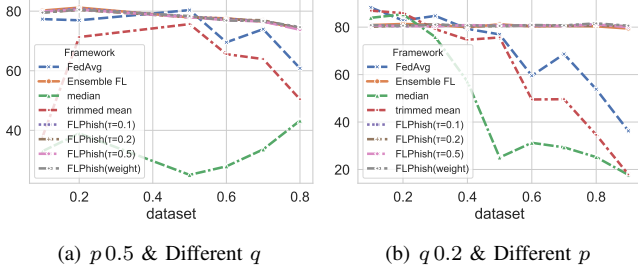 80
60
40
Framework
FedAvg
Ensemble FL
median
trimmed mean
FLPhish(τ=0.1)
FLPhish(τ=0.2)
FLPhish(τ=0.5)
FLPhish(weight)
0.2 0.4 0.6 0.8
dataset
(a) p 0.5 & Different q
80
60
40
20
Framework
FedAvg
Ensemble FL
median
trimmed mean
FLPhish(τ=0.1)
FLPhish(τ=0.2)
FLPhish(τ=0.5)
FLPhish(weight)
0.2 0.4 0.6 0.8
dataset
(b) q 0.2 & Different p